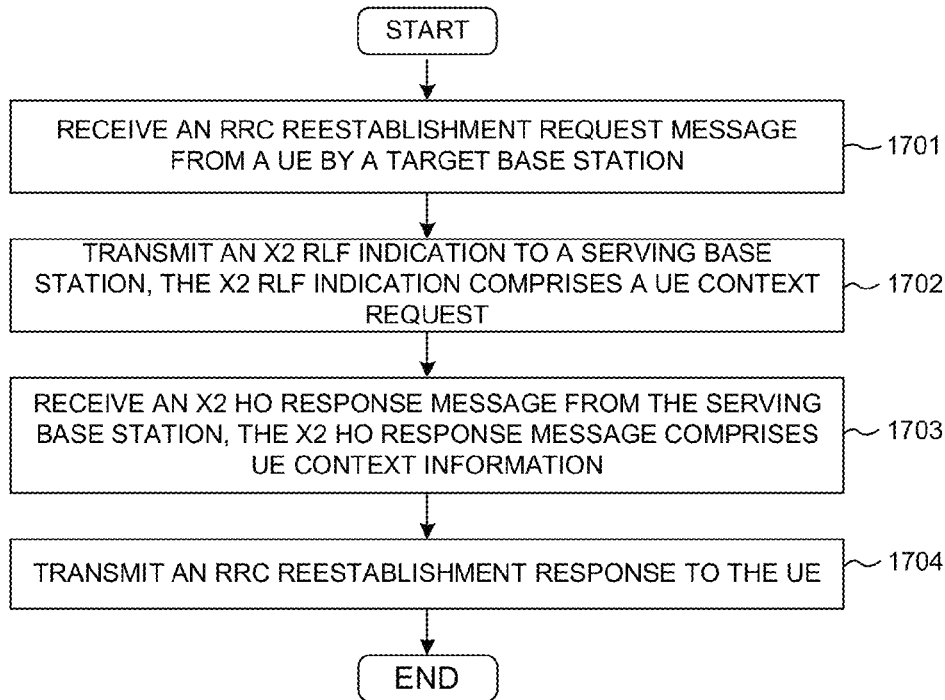 START
RECEIVE AN RRC REESTABLISHMENT REQUEST MESSAGE
FROM A UE BY A TARGET BASE STATION
1701
TRANSMIT AN X2 RLF INDICATION TO A SERVING BASE
STATION, THE X2 RLF INDICATION COMPRISES A UE CONTEXT
REQUEST
1702
RECEIVE AN X2 HO RESPONSE MESSAGE FROM THE SERVING
BASE STATION, THE X2 HO RESPONSE MESSAGE COMPRISES
UE CONTEXT INFORMATION
1703
TRANSMIT AN RRC REESTABLISHMENT RESPONSE TO THE UE
1704
END